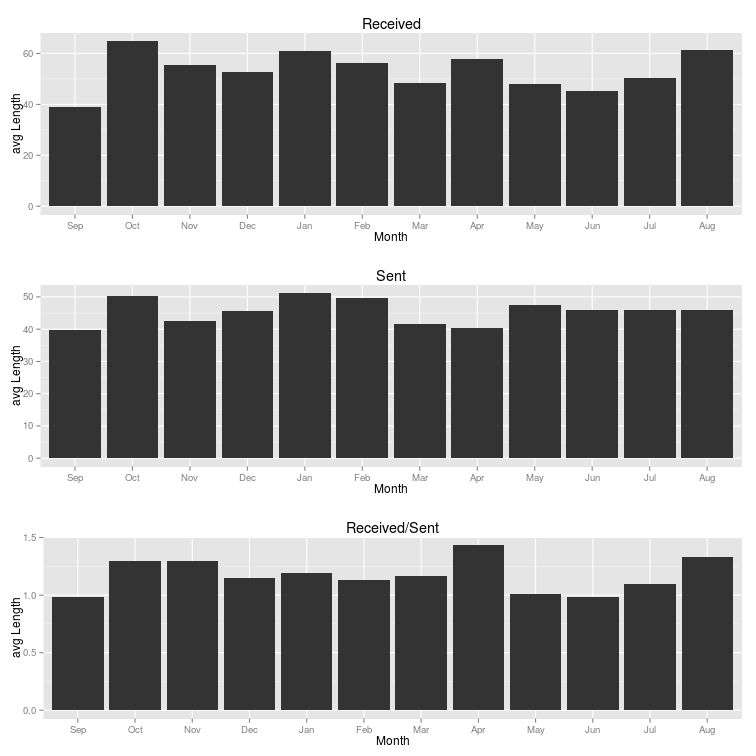 Received
avg Length
60
40
20
0
Sep Oct Nov Dec Jan Feb Mar Apr May Jun Jul Aug
Month
Sent
avg Length
50
40
30
20
10
0
Sep Oct Nov Dec Jan Feb Mar Apr May Jun Jul Aug
Month
Received/Sent
avg Length
1.5
1.0
0.5
0.0
Sep Oct Nov Dec Jan Feb Mar Apr May Jun Jul Aug
Month